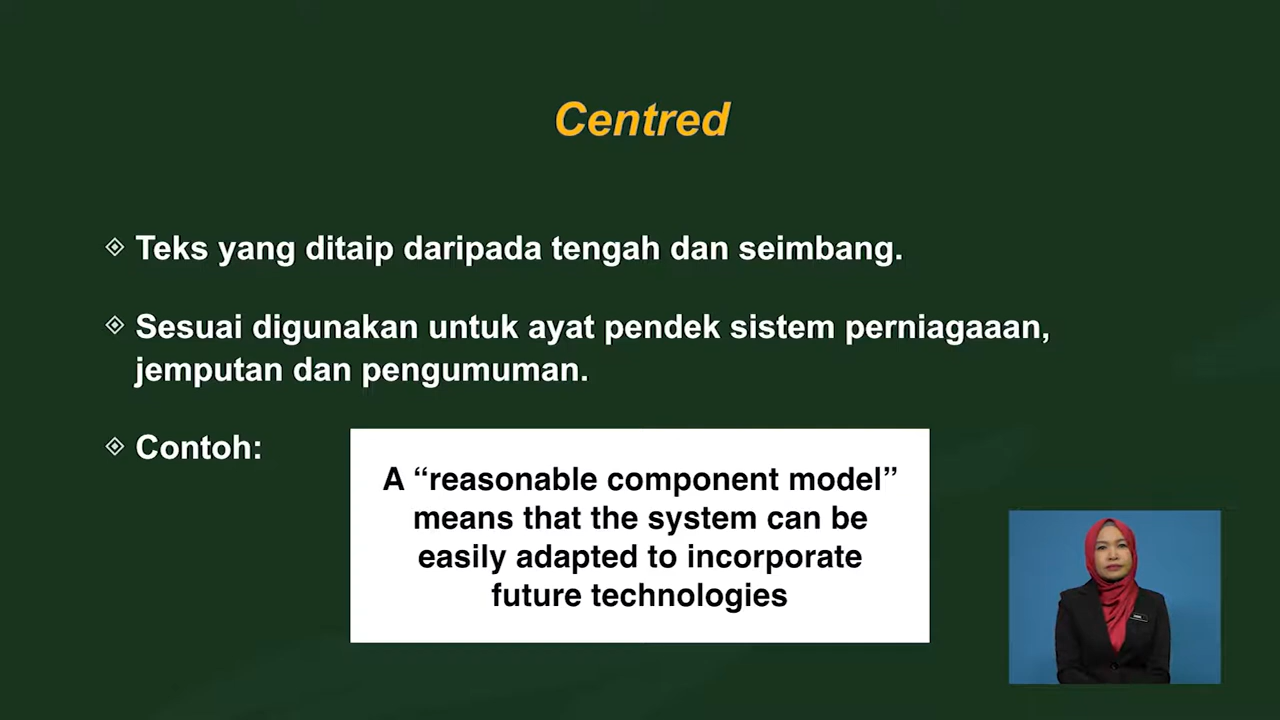 Centred
Teks yang ditaip daripada tengah dan seimbang.
Sesuai digunakan untuk ayat pendek sistem perniagaaan,
jemputan dan pengumuman.
Contoh:
A “reasonable component model”
means that the system can be
easily adapted to incorporate
future technologies